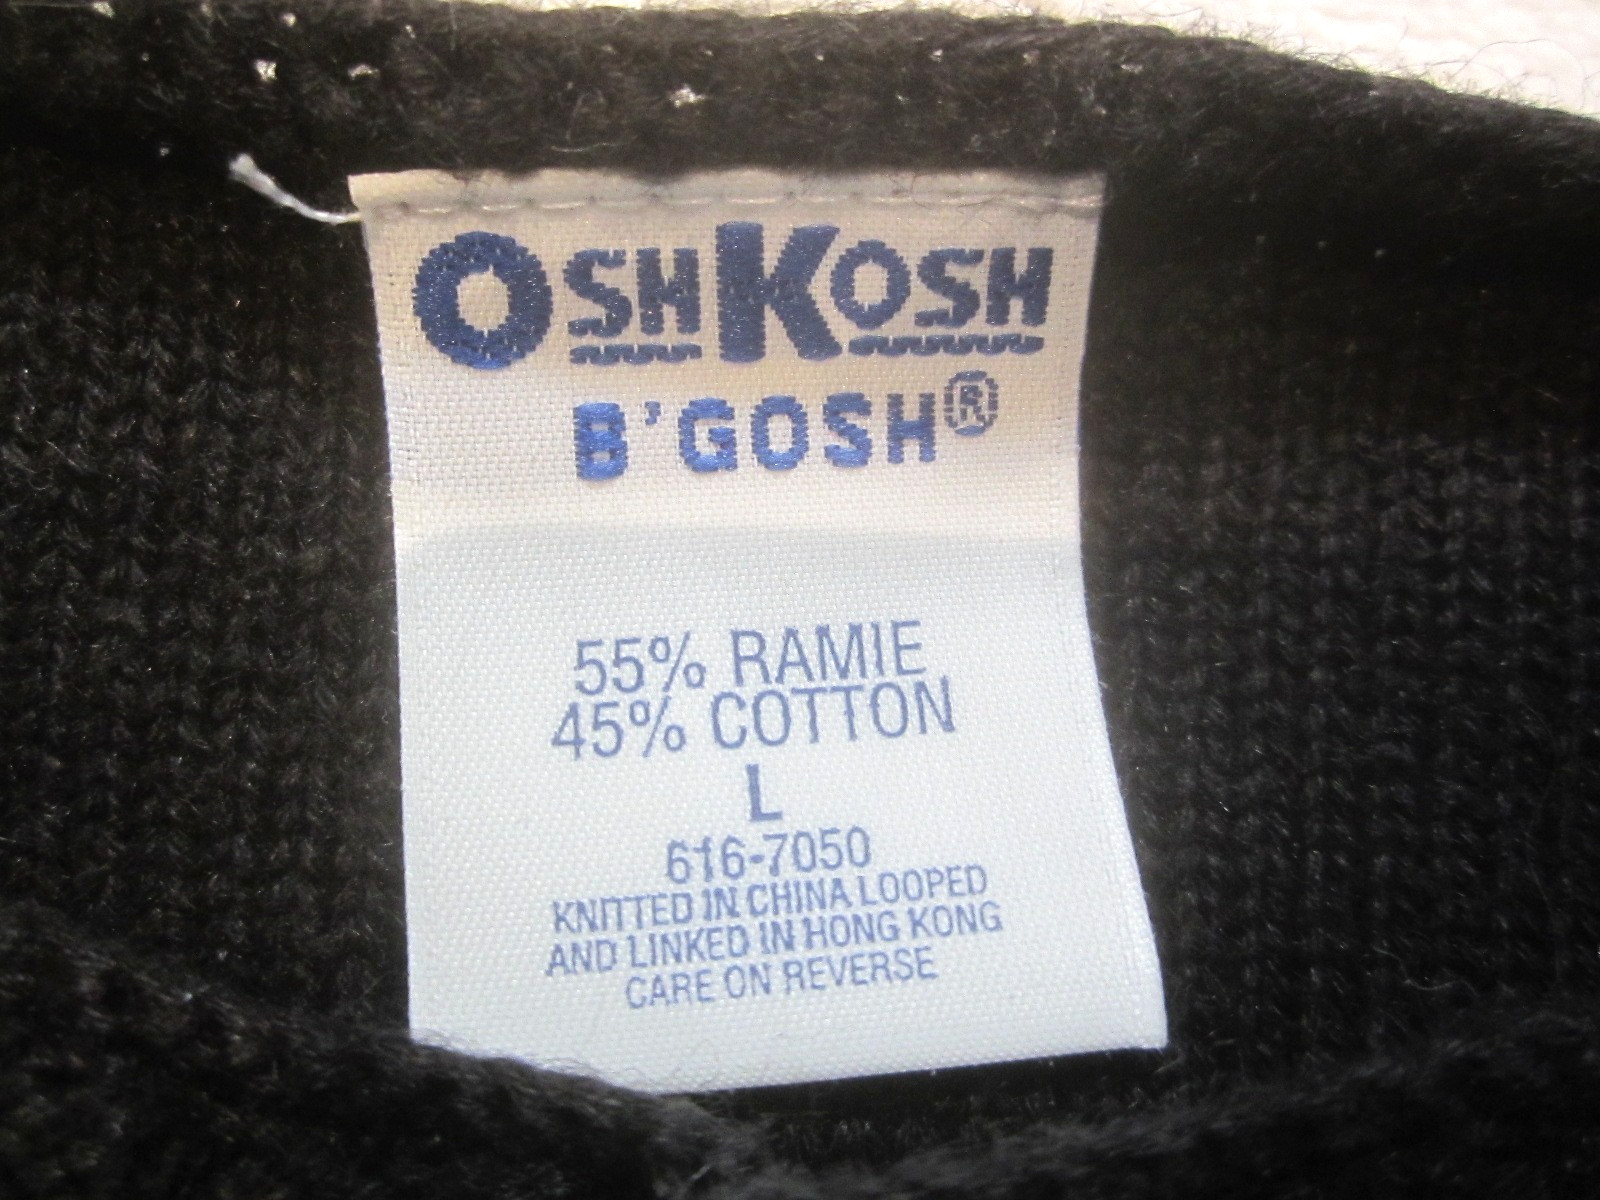 OSHKOSH
B'GOSH®
55% RAMIE
45% COTTON
L
616-7050
KNITTED IN CHINA LOOPED
AND LINKED IN HONG KONG
CARE ON REVERSE